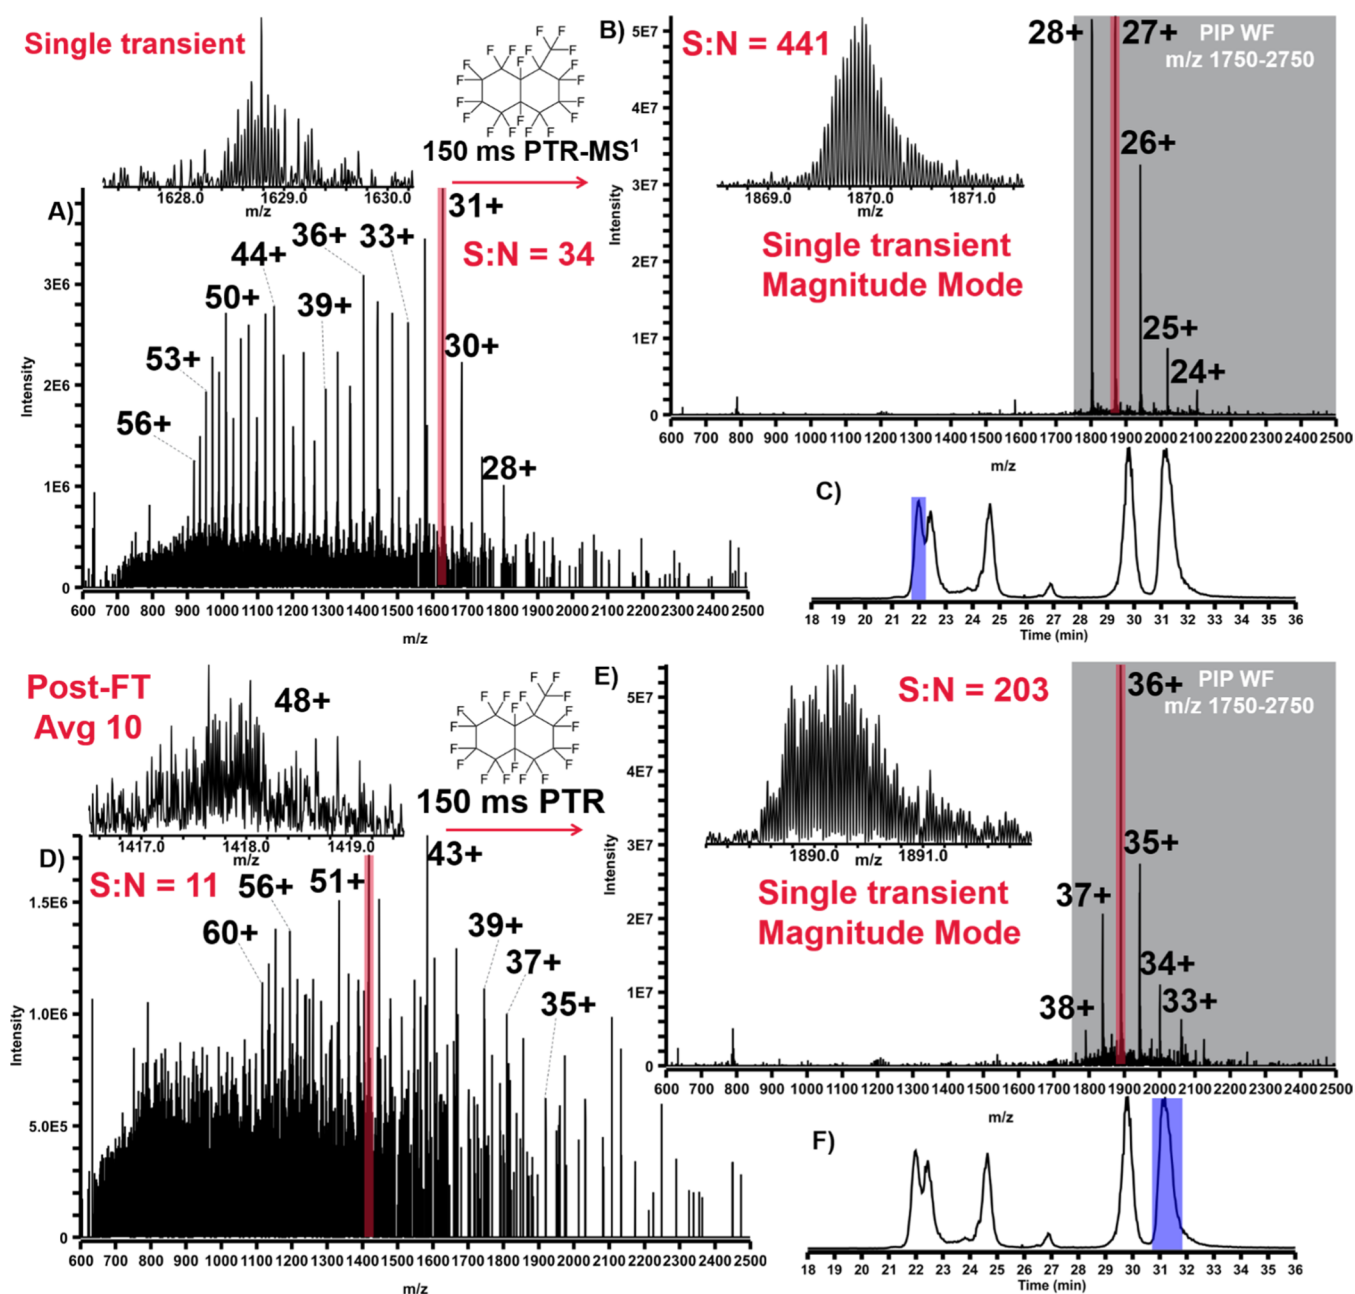 Single transient
1628.0 1629.0 1630.0
m/z
F F F F F F F F F F F F F F F F F F F F
150 ms PTR-MS¹
A)
31+
S:N = 34
36+ 33+
44+
50+ 39+
53+
30+
56+
28+
3E6
2E6
1E6
0
Intensity
600 700 800 900 1000 1100 1200 1300 1400 1500 1600 1700 1800 1900 2000 2100 2200 2300 2400 2500
m/z
B)
S:N = 441
28+ 27+
PIP WF
m/z 1750-2750
26+
1869.0 1870.0 1871.0
m/z
Single transient
Magnitude Mode
25+
24+
5E7
4E7
3E7
2E7
1E7
0
Intensity
600 700 800 900 1000 1100 1200 1300 1400 1500 1600 1700 1800 1900 2000 2100 2200 2300 2400 2500
m/z
C)
18 19 20 21 22 23 24 25 26 27 28 29 30 31 32 33 34 35 36
Time (min)
Post-FT
Avg 10
48+
1417.0 1418.0 1419.0
m/z
F F F F F F F F F F F F F F F F F F F F
150 ms PTR
D)
S:N = 11
56+ 51+ 43+
60+
39+
37+
35+
1.5E6
1.0E6
5.0E5
0
Intensity
600 700 800 900 1000 1100 1200 1300 1400 1500 1600 1700 1800 1900 2000 2100 2200 2300 2400 2500
m/z
E)
S:N = 203
36+
PIP WF
m/z 1750-2750
35+
1890.0 m/z 1891.0
Single transient
Magnitude Mode
37+
34+
38+ 33+
5E7
4E7
3E7
2E7
1E7
0
Intensity
600 700 800 900 1000 1100 1200 1300 1400 1500 1600 1700 1800 1900 2000 2100 2200 2300 2400 2500
m/z
F)
18 19 20 21 22 23 24 25 26 27 28 29 30 31 32 33 34 35 36
Time (min)